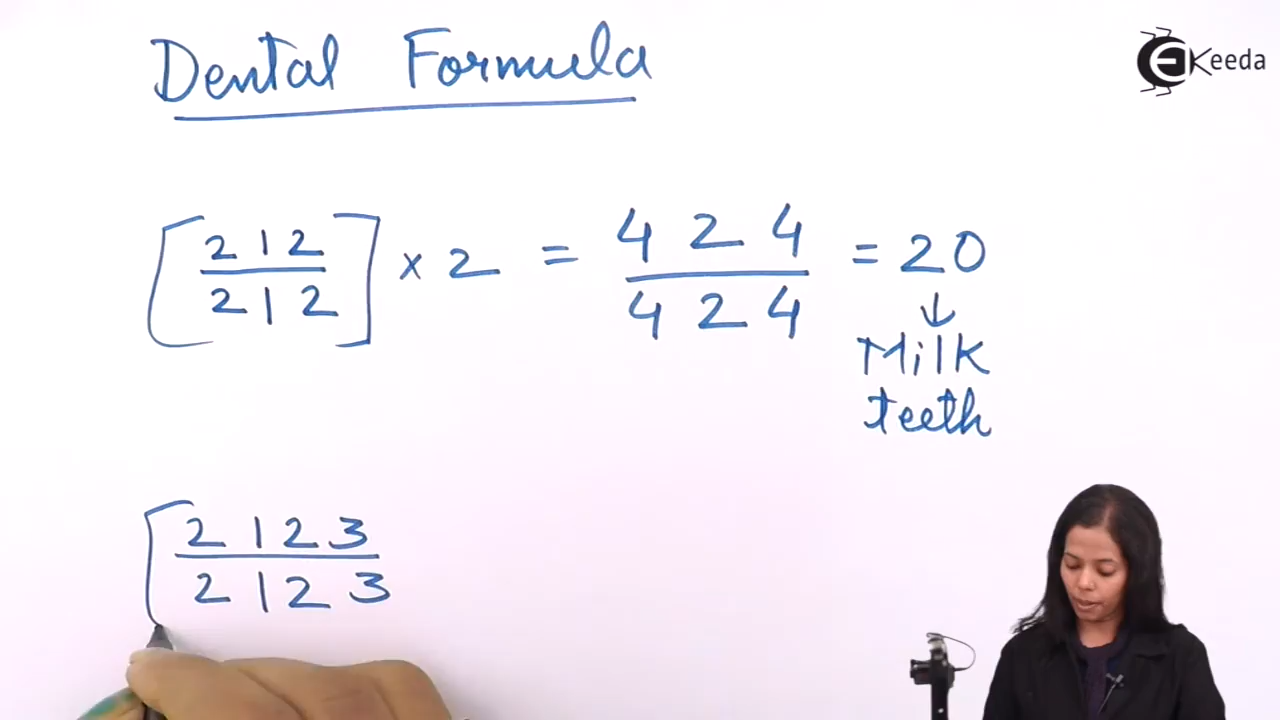 Dental Formula
Keeda
[2 1 2 / 2 1 2] × 2 = 4 2 4 / 4 2 4 = 20
↓
Milk
teeth
[2 1 2 3 / 2 1 2 3